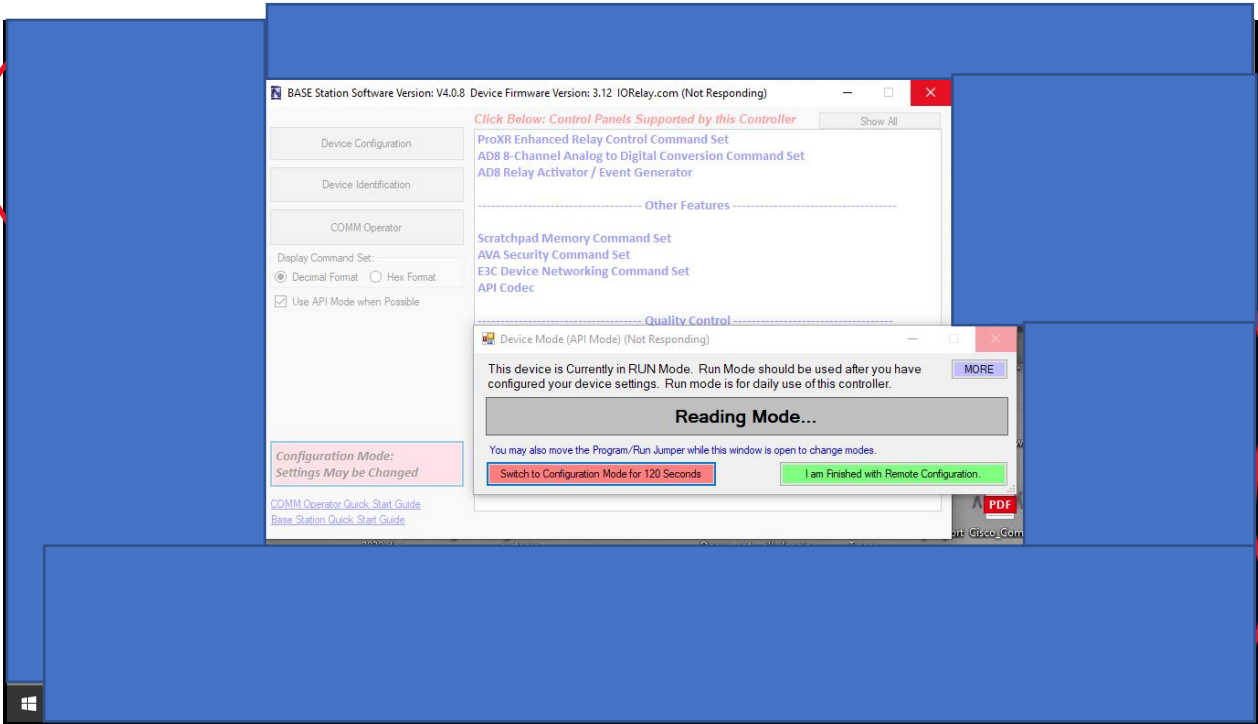 BASE Station Software Version: V4.0.8 Device Firmware Version: 3.12 IORelay.com (Not Responding)
Click Below: Control Panels Supported by this Controller
Show All
Device Configuration
Device Identification
COMM Operator
Display Command Set:
Decimal Format Hex Format
Use API Mode when Possible
ProXR Enhanced Relay Control Command Set
AD8 8-Channel Analog to Digital Conversion Command Set
AD8 Relay Activator / Event Generator
------------------------------------ Other Features ------------------------------------
Scratchpad Memory Command Set
AVA Security Command Set
E3C Device Networking Command Set
API Codec
------------------------------------ Quality Control -----------------------------------
Device Mode (API Mode) (Not Responding)
This device is Currently in RUN Mode. Run Mode should be used after you have
configured your device settings. Run mode is for daily use of this controller.
MORE
Reading Mode...
You may also move the Program/Run Jumper while this window is open to change modes.
Switch to Configuration Mode for 120 Seconds
I am Finished with Remote Configuration.
Configuration Mode:
Settings May be Changed
COMM Operator Quick Start Guide
Base Station Quick Start Guide
PDF